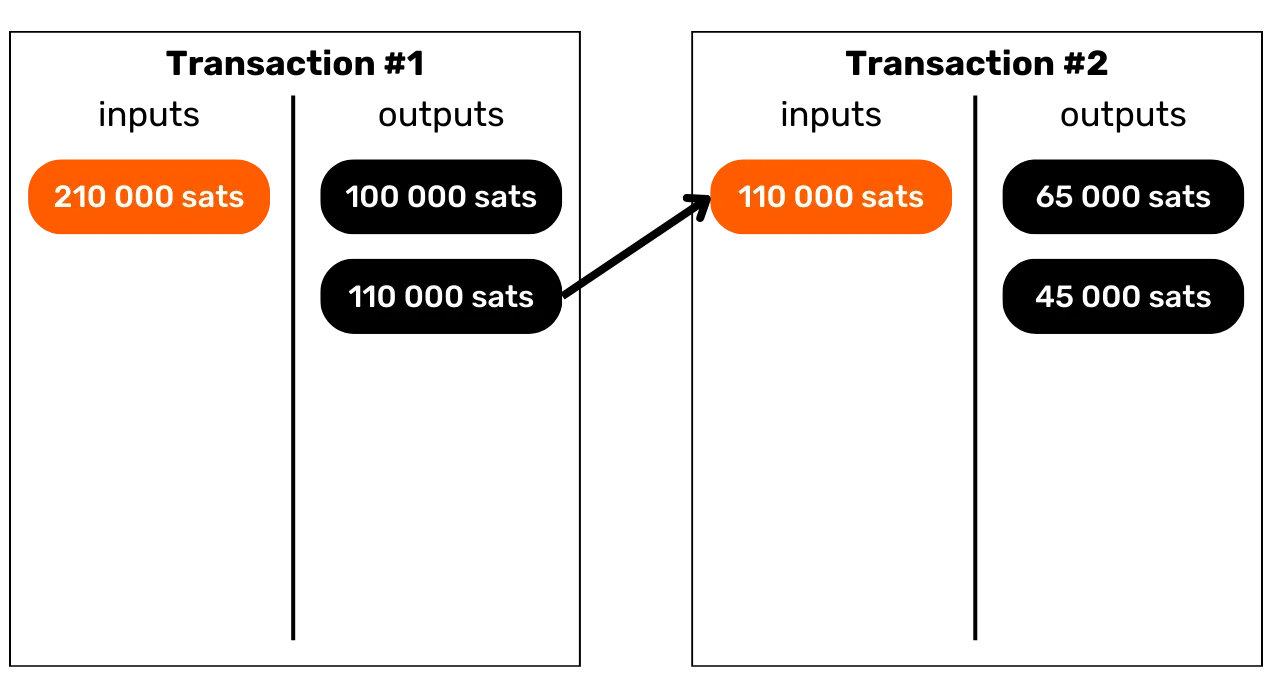 Transaction #1
inputs
outputs
210 000 sats
100 000 sats
110 000 sats
Transaction #2
inputs
outputs
110 000 sats
65 000 sats
45 000 sats